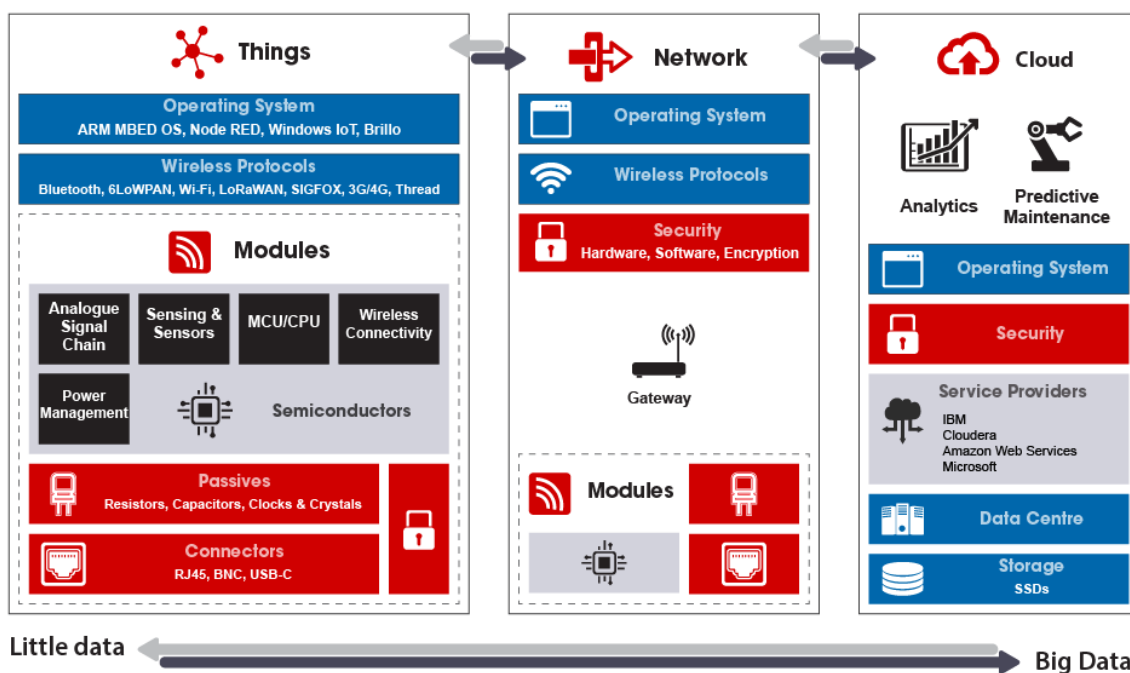 Things
Operating System
ARM MBED OS, Node RED, Windows IoT, Brillo
Wireless Protocols
Bluetooth, 6LoWPAN, Wi-Fi, LoRaWAN, SIGFOX, 3G/4G, Thread
Modules
Analogue
Signal
Chain
Sensing &
Sensors
MCU/CPU
Wireless
Connectivity
Power
Management
Semiconductors
Passives
Resistors, Capacitors, Clocks & Crystals
Connectors
RJ45, BNC, USB-C
Network
Operating System
Wireless Protocols
Security
Hardware, Software, Encryption
Gateway
Modules
Cloud
Analytics
Predictive
Maintenance
Operating System
Security
Service Providers
IBM
Cloudera
Amazon Web Services
Microsoft
Data Centre
Storage
SSDs
Little data
Big Data